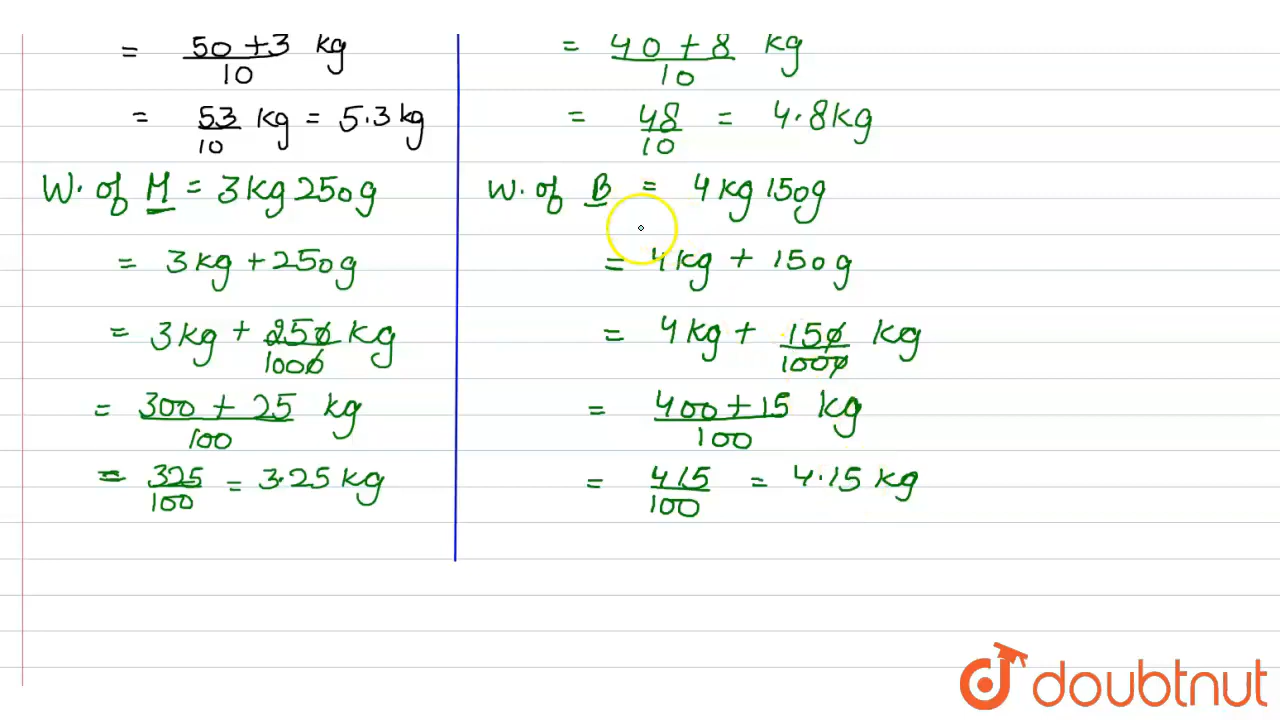 = 50 + 3 / 10 kg
= 53/10 kg = 5.3 kg
W. of M = 3 kg 250 g
= 3 kg + 250 g
= 3 kg + 250/1000 kg
= 300 + 25 / 100 kg
= 325/100 = 3.25 kg
= 40 + 8 / 10 kg
= 48/10 = 4.8 kg
W. of B = 4 kg 150 g
= 4 kg + 150 g
= 4 kg + 150/1000 kg
= 400 + 15 / 100 kg
= 415/100 = 4.15 kg
doubtnut